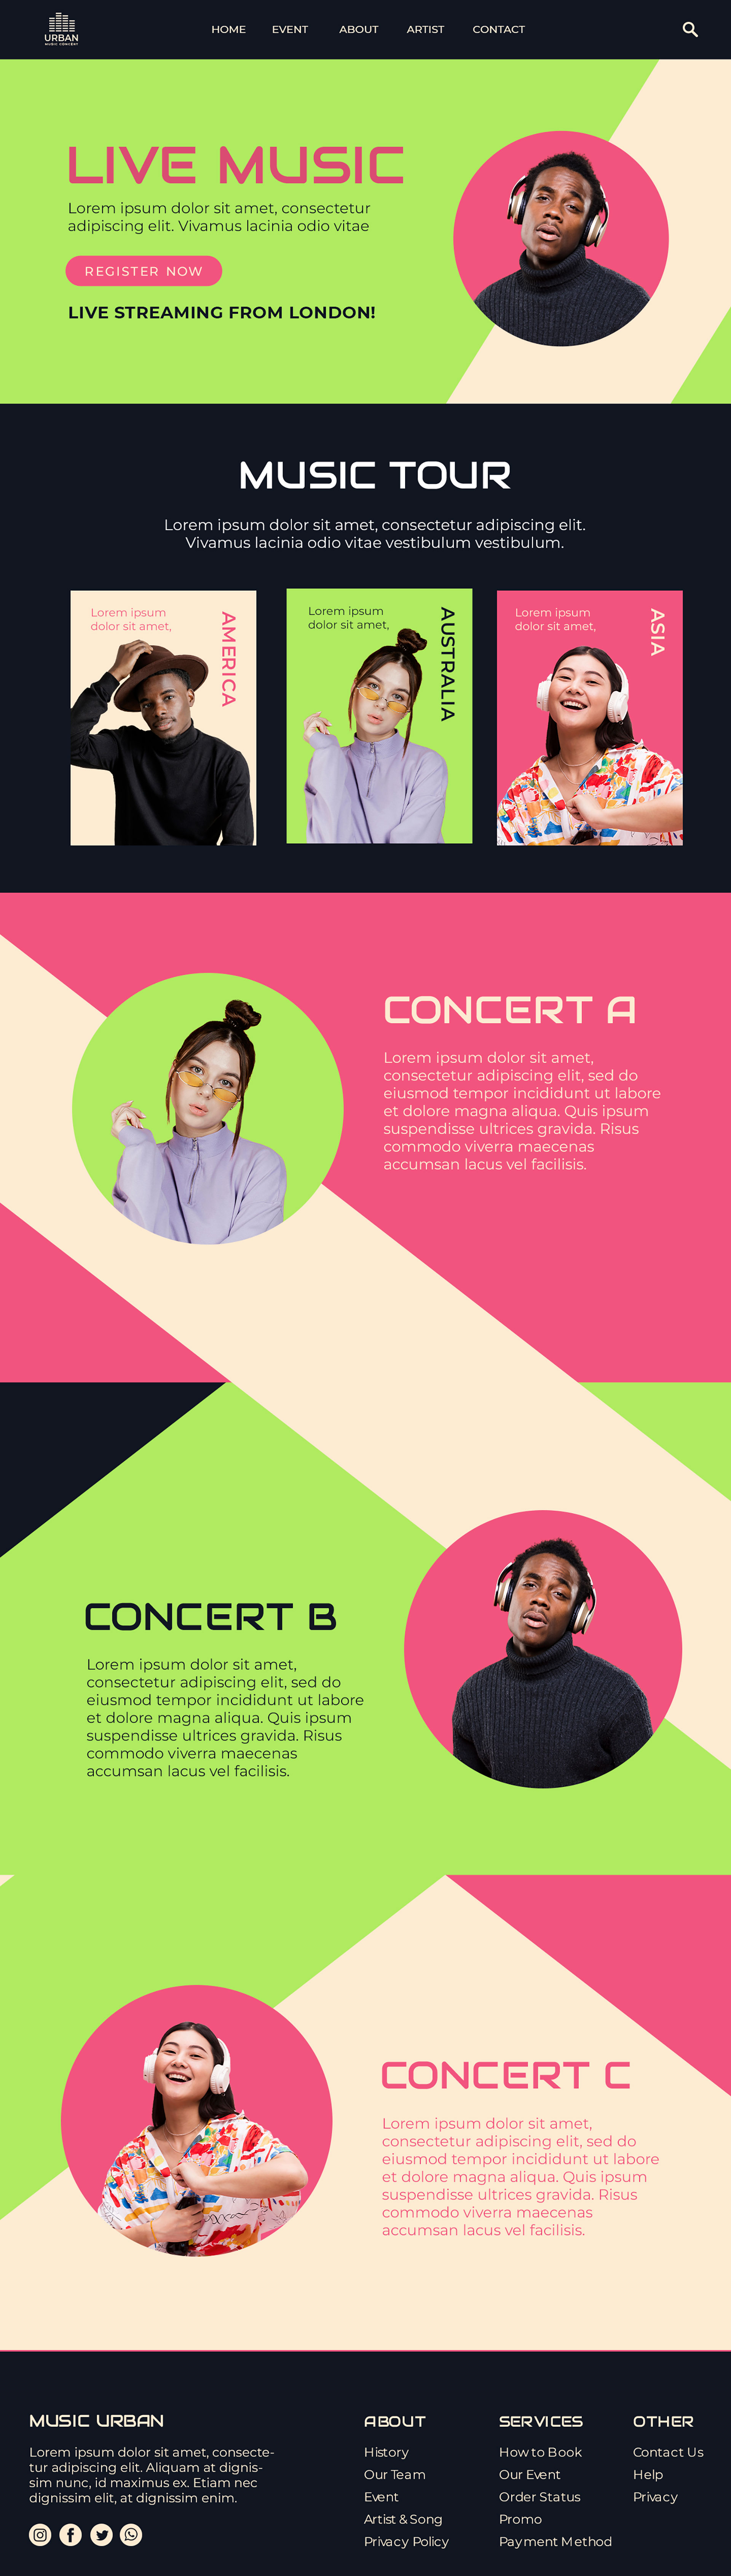 URBAN
MUSIC CONCERT
HOME EVENT ABOUT ARTIST CONTACT
LIVE MUSIC
Lorem ipsum dolor sit amet, consectetur
adipiscing elit. Vivamus lacinia odio vitae
REGISTER NOW
LIVE STREAMING FROM LONDON!
MUSIC TOUR
Lorem ipsum dolor sit amet, consectetur adipiscing elit.
Vivamus lacinia odio vitae vestibulum vestibulum.
Lorem ipsum
dolor sit amet,
AMERICA
Lorem ipsum
dolor sit amet,
AUSTRALIA
Lorem ipsum
dolor sit amet,
ASIA
CONCERT A
Lorem ipsum dolor sit amet,
consectetur adipiscing elit, sed do
eiusmod tempor incididunt ut labore
et dolore magna aliqua. Quis ipsum
suspendisse ultrices gravida. Risus
commodo viverra maecenas
accumsan lacus vel facilisis.
CONCERT B
Lorem ipsum dolor sit amet,
consectetur adipiscing elit, sed do
eiusmod tempor incididunt ut labore
et dolore magna aliqua. Quis ipsum
suspendisse ultrices gravida. Risus
commodo viverra maecenas
accumsan lacus vel facilisis.
CONCERT C
Lorem ipsum dolor sit amet,
consectetur adipiscing elit, sed do
eiusmod tempor incididunt ut labore
et dolore magna aliqua. Quis ipsum
suspendisse ultrices gravida. Risus
commodo viverra maecenas
accumsan lacus vel facilisis.
MUSIC URBAN
Lorem ipsum dolor sit amet, consecte-
tur adipiscing elit. Aliquam at dignis-
sim nunc, id maximus ex. Etiam nec
dignissim elit, at dignissim enim.
ABOUT
History
Our Team
Event
Artist & Song
Privacy Policy
SERVICES
How to Book
Our Event
Order Status
Promo
Payment Method
OTHER
Contact Us
Help
Privacy